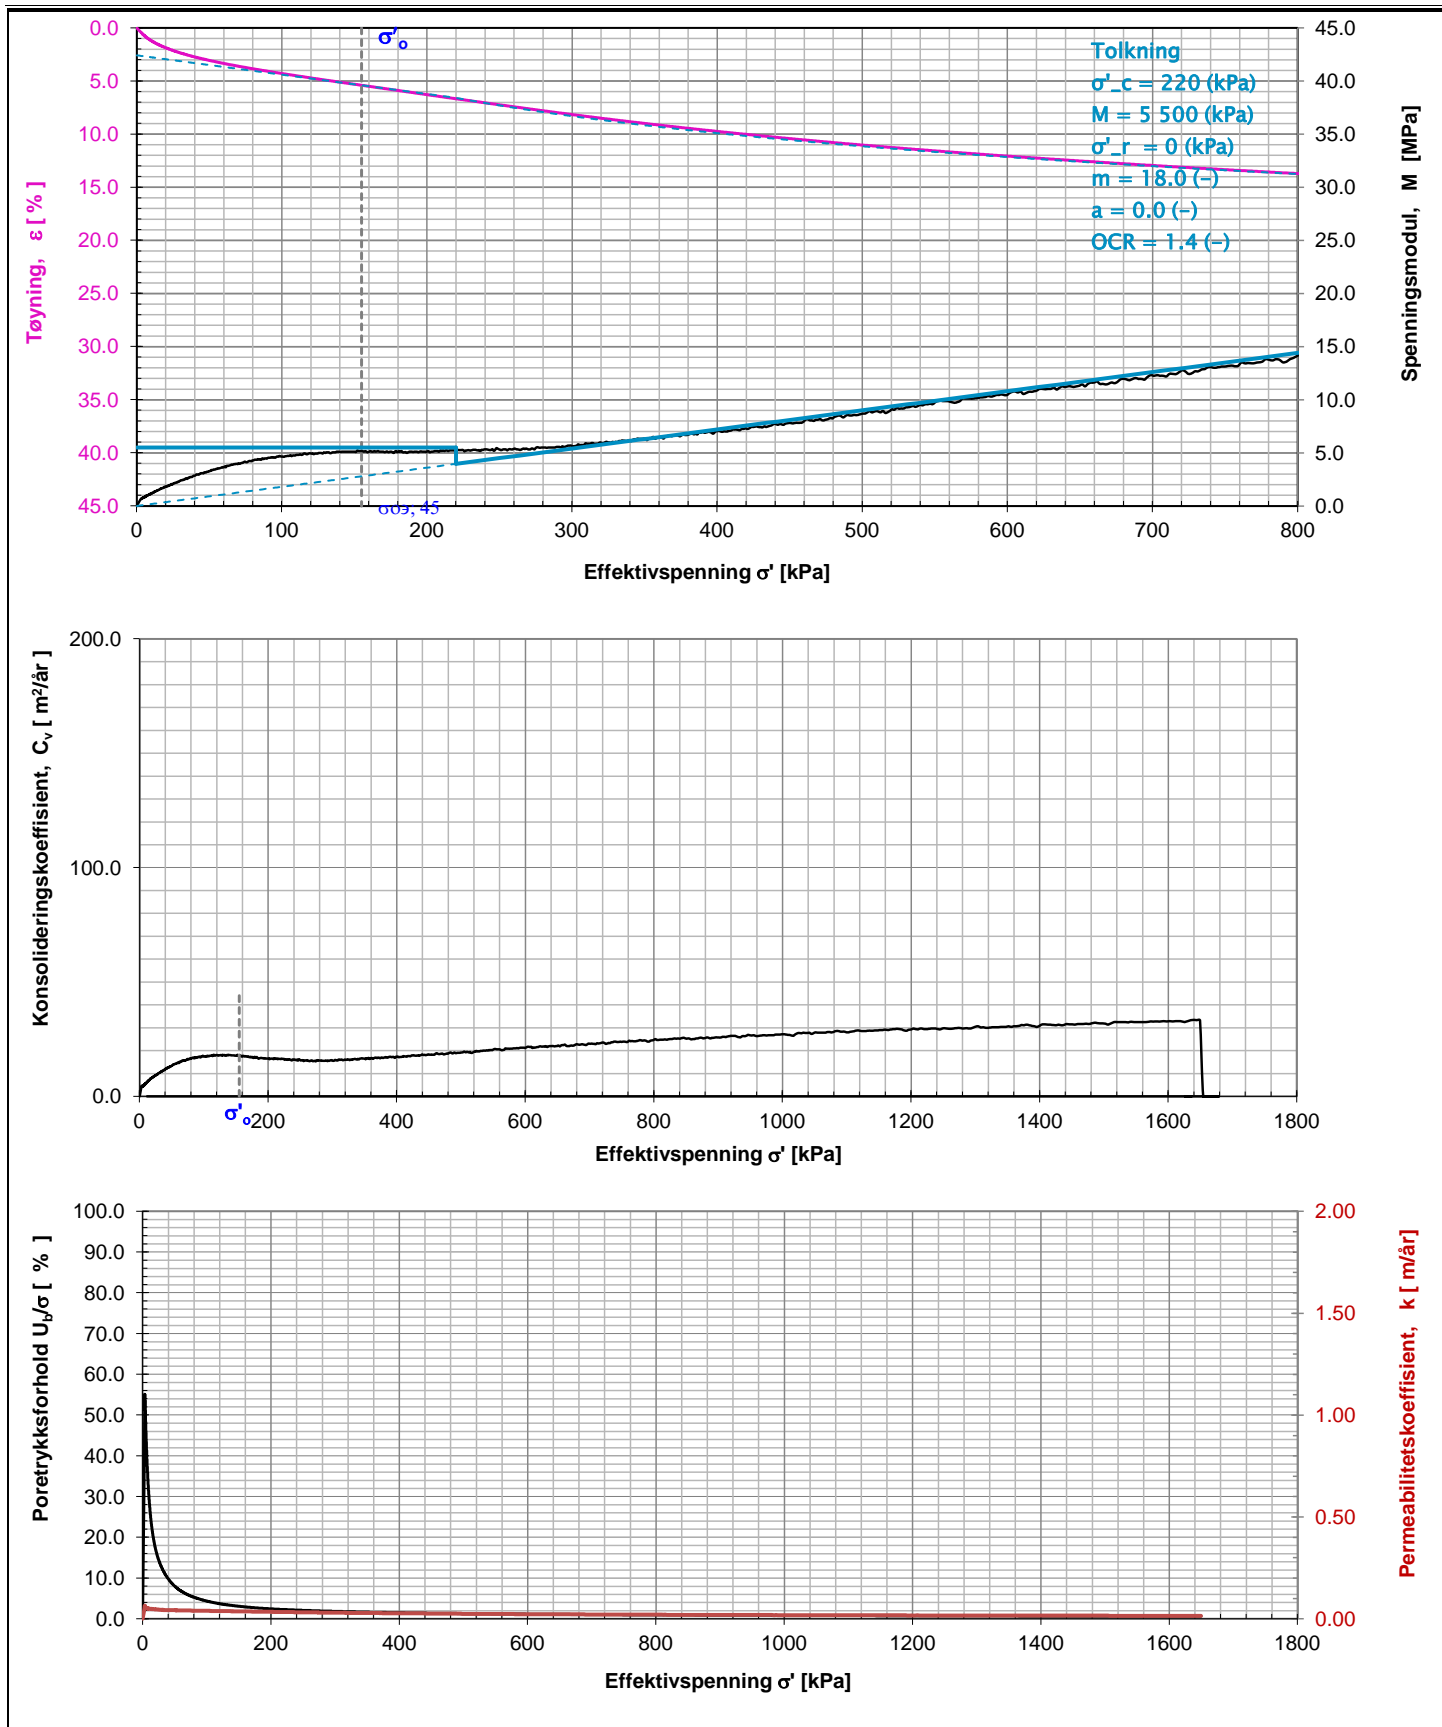 0.0
5.0
10.0
15.0
20.0
25.0
30.0
35.0
40.0
45.0
Tøyning, ε [ % ]
σ'o
Tolkning
σ'_c = 220 (kPa)
M = 5 500 (kPa)
σ'_r = 0 (kPa)
m = 18.0 (-)
a = 0.0 (-)
OCR = 1.4 (-)
45.0
40.0
35.0
30.0
25.0
20.0
15.0
10.0
5.0
0.0
Spenningsmodul, M [MPa]
0 100 200 300 400 500 600 700 800
Effektivspenning σ' [kPa]
200.0
100.0
0.0
Konsolideringskoeffisient, Cv [ m²/år ]
σ'o
0 200 400 600 800 1000 1200 1400 1600 1800
Effektivspenning σ' [kPa]
100.0
90.0
80.0
70.0
60.0
50.0
40.0
30.0
20.0
10.0
0.0
Poretrykksforhold Ub/σ [ % ]
2.00
1.50
1.00
0.50
0.00
Permeabilitetskoeffisient, k [ m/år]
0 200 400 600 800 1000 1200 1400 1600 1800
Effektivspenning σ' [kPa]